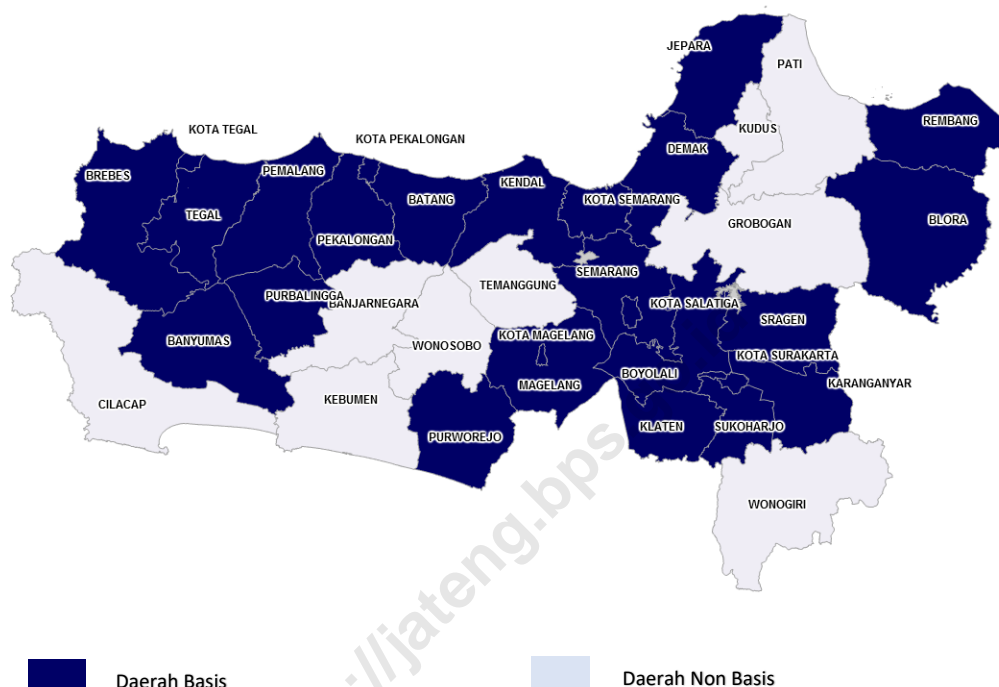 JEPARA
PATI
KOTA TEGAL
KOTA PEKALONGAN
KUDUS
REMBANG
DEMAK
BREBES
PEMALANG
KENDAL
BATANG
KOTA SEMARANG
TEGAL
GROBOGAN
BLORA
PEKALONGAN
SEMARANG
TEMANGGUNG
PURBALINGGA
BANJARNEGARA
KOTA SALATIGA
SRAGEN
BANYUMAS
WONOSOBO
KOTA MAGELANG
KOTA SURAKARTA
BOYOLALI
MAGELANG
KARANGANYAR
CILACAP
KEBUMEN
PURWOREJO
KLATEN
SUKOHARJO
WONOGIRI
://jateng.bps.
Daerah Basis
Daerah Non Basis